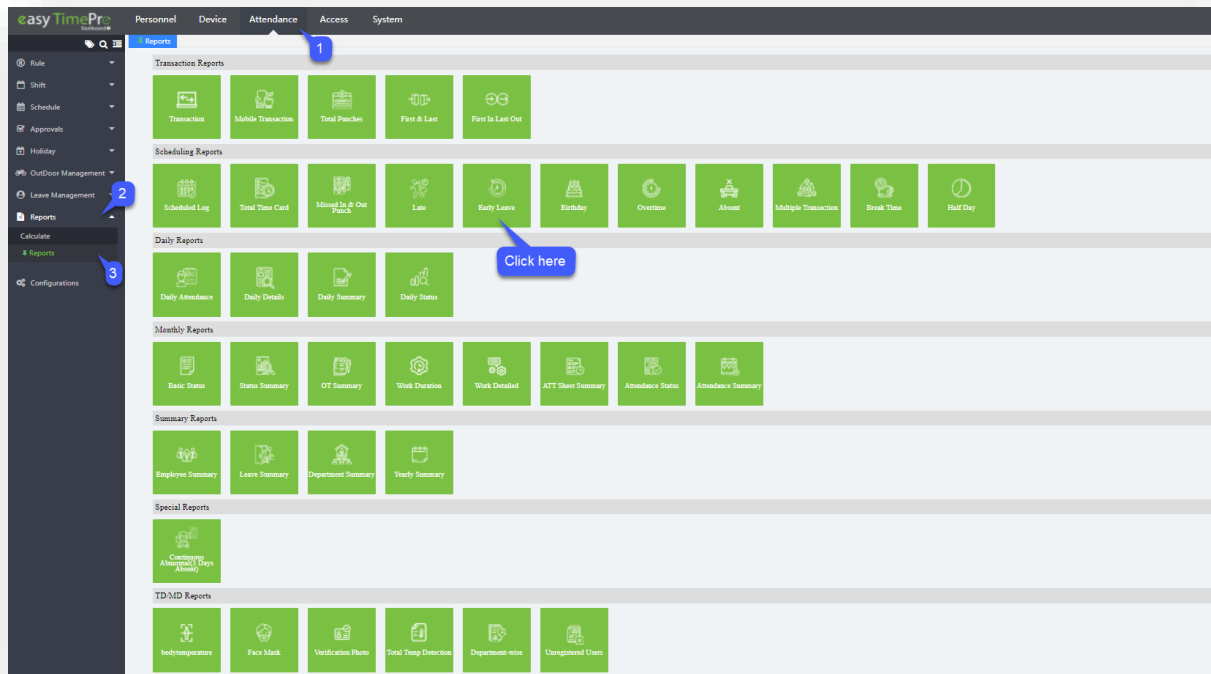 easy TimePro
Dashboard
Personnel Device Attendance Access System
Reports
1
Rule
Shift
Schedule
Approvals
Holiday
OutDoor Management
Leave Management
2
Reports
Calculate
Reports
3
Configurations
Transaction Reports
Transaction
Mobile Transaction
Total Punches
First & Last
First In Last Out
Scheduling Reports
Scheduled Log
Total Time Card
Missed In & Out
Punch
Late
Early Leave
Birthday
Overtime
Absent
Multiple Transaction
Break Time
Half Day
Click here
Daily Reports
Daily Attendance
Daily Details
Daily Summary
Daily Status
Monthly Reports
Basic Status
Status Summary
OT Summary
Work Duration
Work Detailed
ATT Sheet Summary
Attendance Status
Attendance Summary
Summary Reports
Employee Summary
Leave Summary
Department Summary
Yearly Summary
Special Reports
Continuous
Abnormal(3 Days
Absent)
TD/MD Reports
bodytemperature
Face Mask
Verification Photo
Total Temp Detection
Department-wise
Unregistered Users